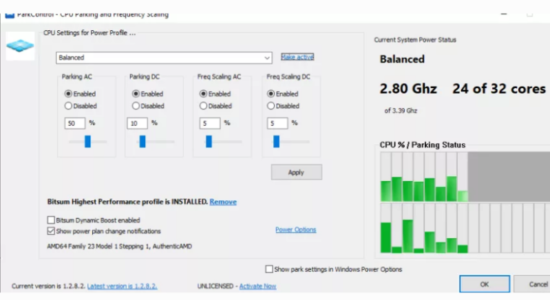 ParkControl - CPU Parking and Frequency Scaling
CPU Settings for Power Profile ...
Balanced
Make active
Parking AC
Parking DC
Freq Scaling AC
Freq Scaling DC
Enabled
Enabled
Enabled
Enabled
Disabled
Disabled
Disabled
Disabled
50 %
10 %
5 %
5 %
Apply
Bitsum Highest Performance profile is INSTALLED. Remove
Bitsum Dynamic Boost enabled
Show power plan change notifications
Power Options
AMD64 Family 23 Model 1 Stepping 1, AuthenticAMD
Current System Power Status
Balanced
2.80 Ghz 24 of 32 cores
of 3.39 Ghz
CPU % / Parking Status
Show park settings in Windows Power Options
Current version is 1.2.8.2. Latest version is 1.2.8.2.
UNLICENSED - Activate Now
OK
Cancel